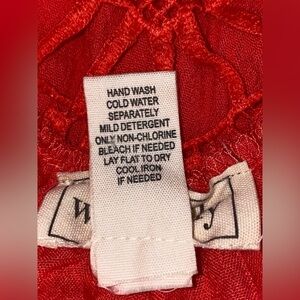 HAND WASH
COLD WATER
SEPARATELY
MILD DETERGENT
ONLY NON-CHLORINE
BLEACH IF NEEDED
LAY FLAT TO DRY
COOL IRON
IF NEEDED